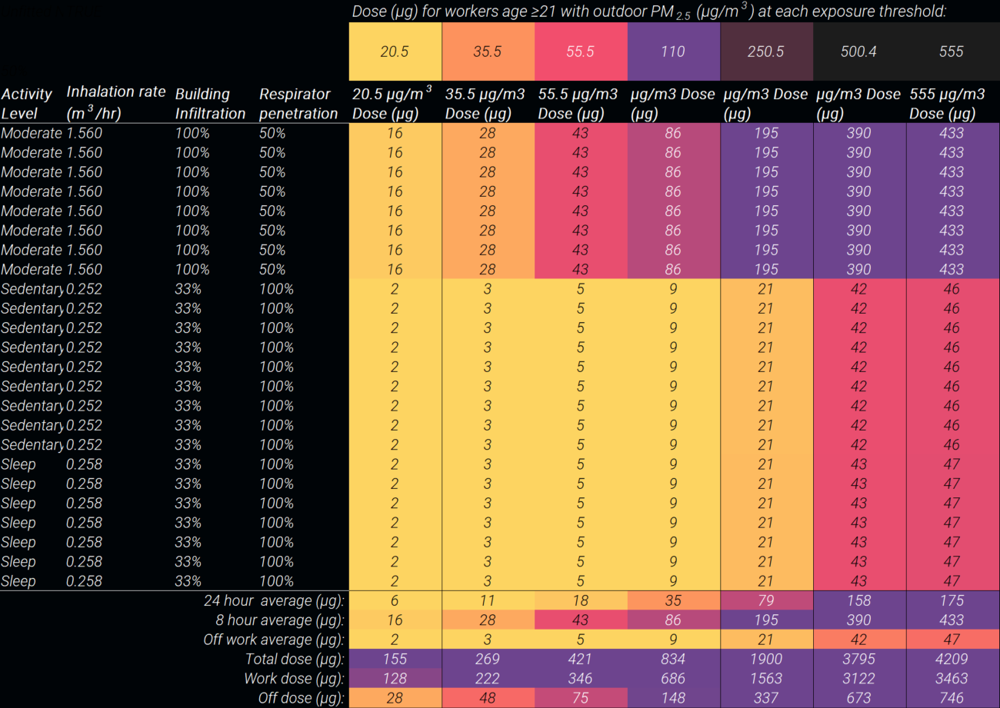 Dose (µg) for workers age ≥21 with outdoor PM 2.5 (µg/m 3 ) at each exposure threshold:
20.5 35.5 55.5 110 250.5 500.4 555
Activity Inhalation rate Building Respirator 20.5 µg/m 3 35.5 µg/m3 55.5 µg/m3 µg/m3 Dose µg/m3 Dose µg/m3 Dose 555 µg/m3
Level (m 3 /hr) Infiltration penetration Dose (µg) Dose (µg) Dose (µg) (µg) (µg) (µg) Dose (µg)
Moderate 1.560 100% 50% 16 28 43 86 195 390 433
Moderate 1.560 100% 50% 16 28 43 86 195 390 433
Moderate 1.560 100% 50% 16 28 43 86 195 390 433
Moderate 1.560 100% 50% 16 28 43 86 195 390 433
Moderate 1.560 100% 50% 16 28 43 86 195 390 433
Moderate 1.560 100% 50% 16 28 43 86 195 390 433
Moderate 1.560 100% 50% 16 28 43 86 195 390 433
Moderate 1.560 100% 50% 16 28 43 86 195 390 433
Sedentary 0.252 33% 100% 2 3 5 9 21 42 46
Sedentary 0.252 33% 100% 2 3 5 9 21 42 46
Sedentary 0.252 33% 100% 2 3 5 9 21 42 46
Sedentary 0.252 33% 100% 2 3 5 9 21 42 46
Sedentary 0.252 33% 100% 2 3 5 9 21 42 46
Sedentary 0.252 33% 100% 2 3 5 9 21 42 46
Sedentary 0.252 33% 100% 2 3 5 9 21 42 46
Sedentary 0.252 33% 100% 2 3 5 9 21 42 46
Sedentary 0.252 33% 100% 2 3 5 9 21 42 46
Sleep 0.258 33% 100% 2 3 5 9 21 43 47
Sleep 0.258 33% 100% 2 3 5 9 21 43 47
Sleep 0.258 33% 100% 2 3 5 9 21 43 47
Sleep 0.258 33% 100% 2 3 5 9 21 43 47
Sleep 0.258 33% 100% 2 3 5 9 21 43 47
Sleep 0.258 33% 100% 2 3 5 9 21 43 47
Sleep 0.258 33% 100% 2 3 5 9 21 43 47
24 hour average (µg): 6 11 18 35 79 158 175
8 hour average (µg): 16 28 43 86 195 390 433
Off work average (µg): 2 3 5 9 21 42 47
Total dose (µg): 155 269 421 834 1900 3795 4209
Work dose (µg): 128 222 346 686 1563 3122 3463
Off dose (µg): 28 48 75 148 337 673 746